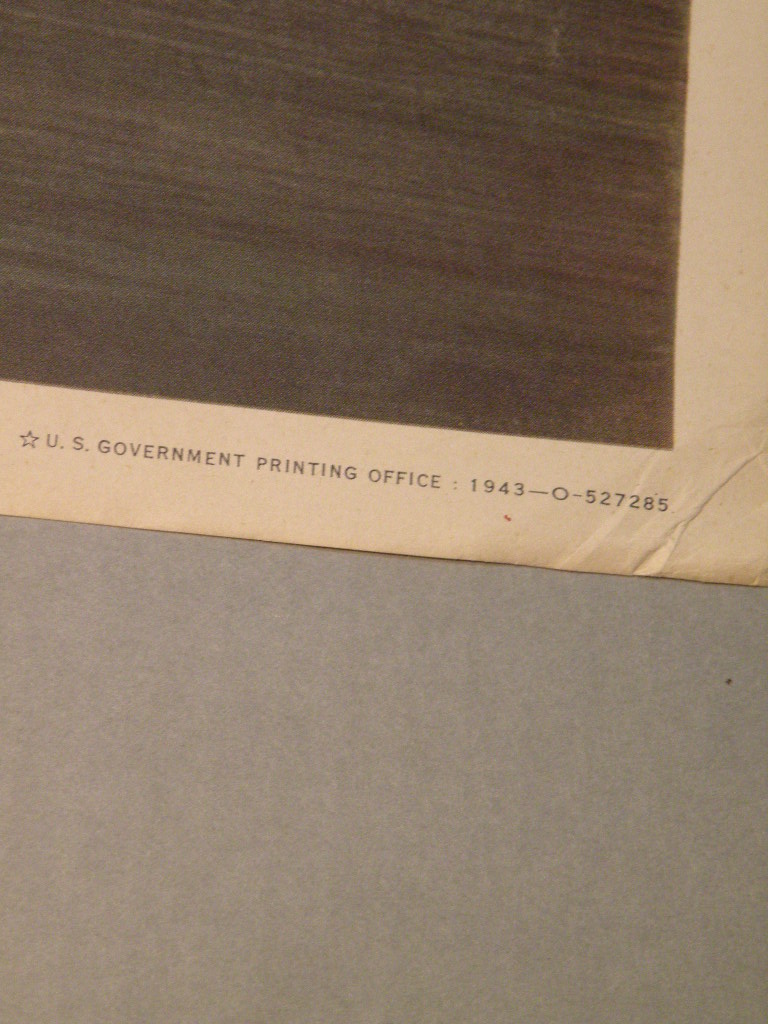 ☆ U. S. GOVERNMENT PRINTING OFFICE : 1943—O-527285